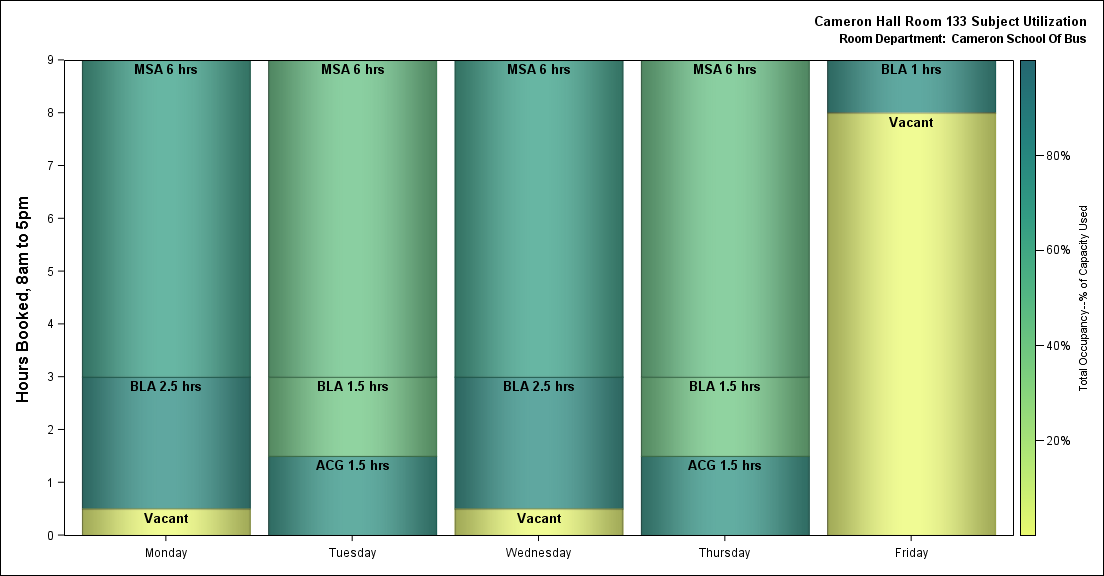 Cameron Hall Room 133 Subject Utilization
Room Department:  Cameron School Of Bus
Hours Booked, 8am to 5pm
9
8
7
6
5
4
3
2
1
0
MSA 6 hrs
BLA 2.5 hrs
Vacant
MSA 6 hrs
BLA 1.5 hrs
ACG 1.5 hrs
MSA 6 hrs
BLA 2.5 hrs
Vacant
MSA 6 hrs
BLA 1.5 hrs
ACG 1.5 hrs
BLA 1 hrs
Vacant
Monday
Tuesday
Wednesday
Thursday
Friday
80%
60%
40%
20%
Total Occupancy--% of Capacity Used